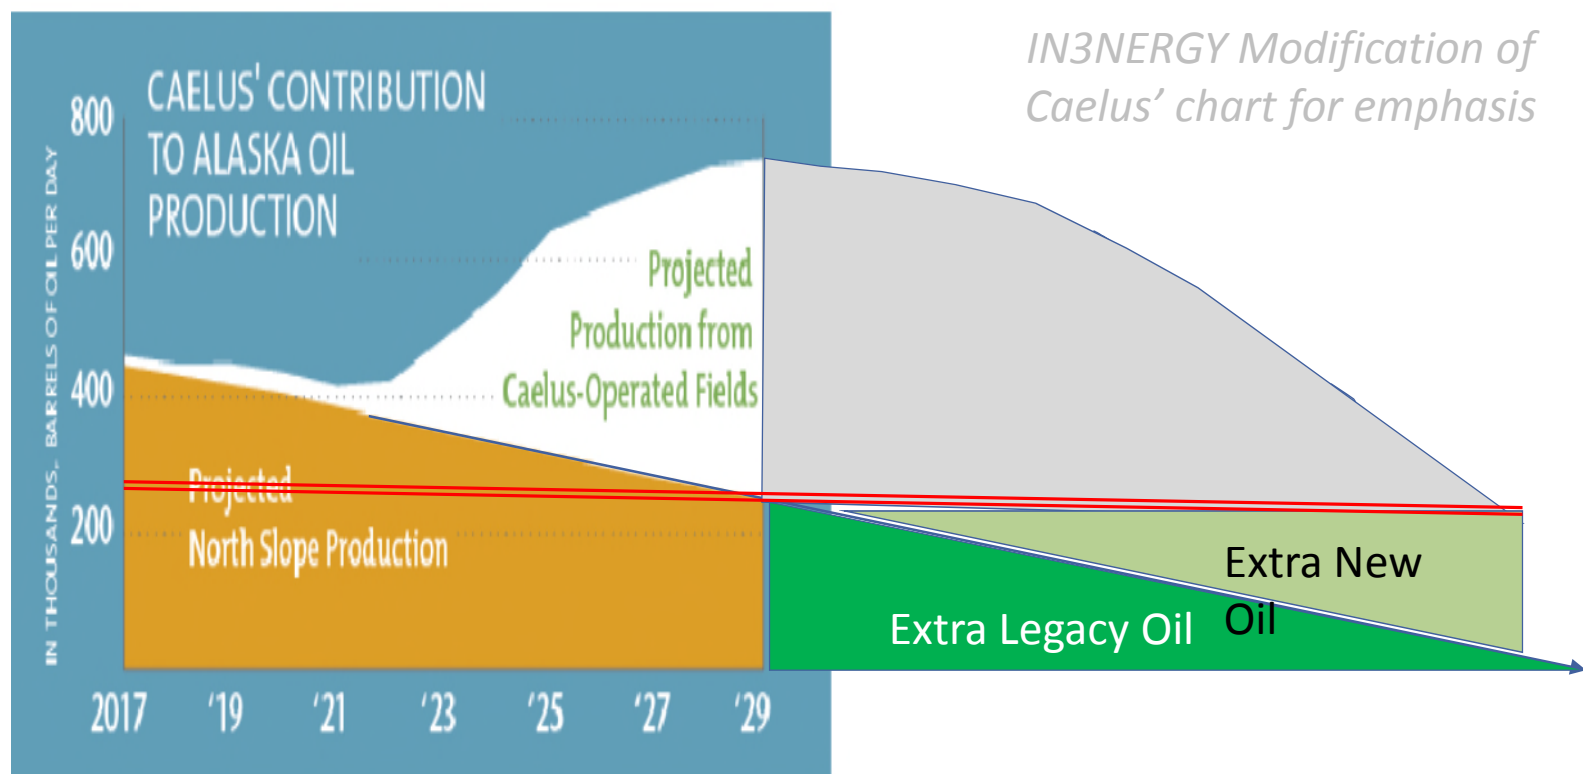 IN3NERGY Modification of
Caelus’ chart for emphasis
CAELUS' CONTRIBUTION
TO ALASKA OIL
PRODUCTION
IN THOUSANDS, BARRELS OF OIL PER DAY
800
600
400
200
Projected
Production from
Caelus-Operated Fields
Projected
North Slope Production
Extra New
Oil
Extra Legacy Oil
2017 ‘19 ‘21 ‘23 ‘25 ‘27 ‘29